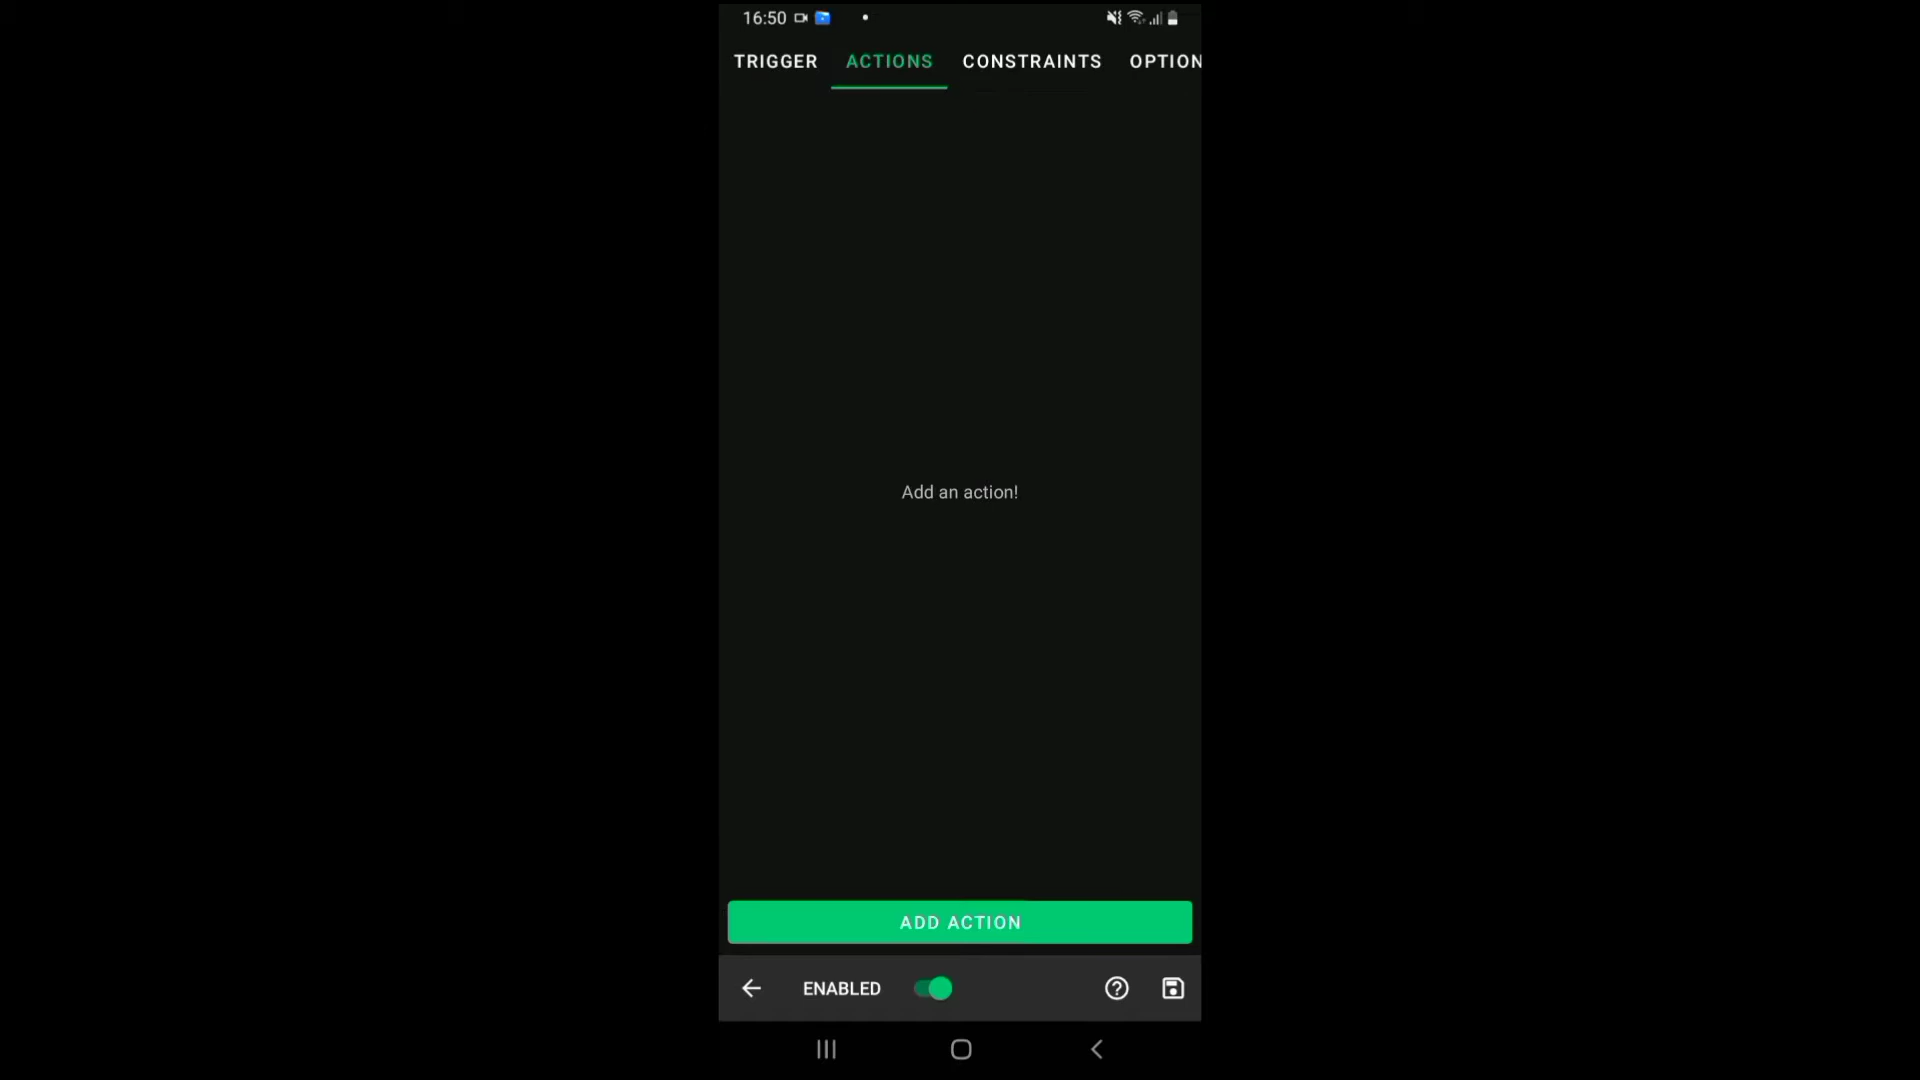 16:50
TRIGGER ACTIONS CONSTRAINTS OPTION
Add an action!
ADD ACTION
ENABLED